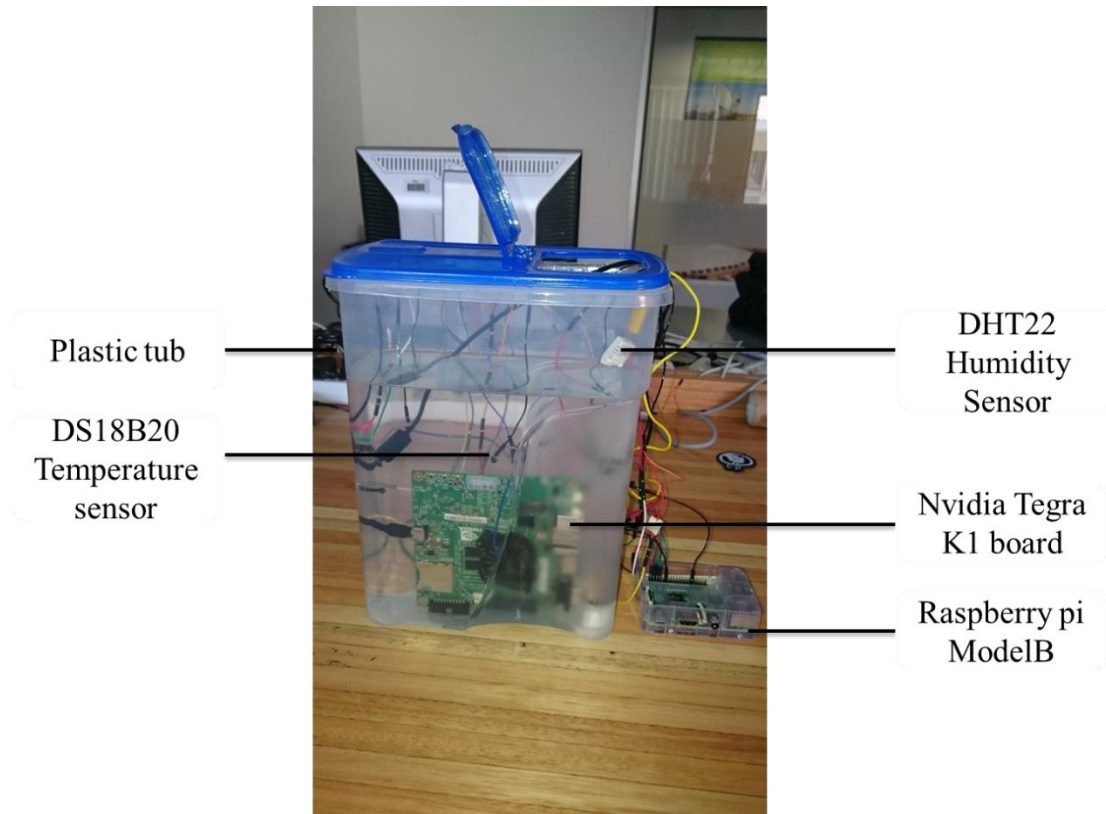 Plastic tub
DS18B20
Temperature
sensor
DHT22
Humidity
Sensor
Nvidia Tegra
K1 board
Raspberry pi
ModelB